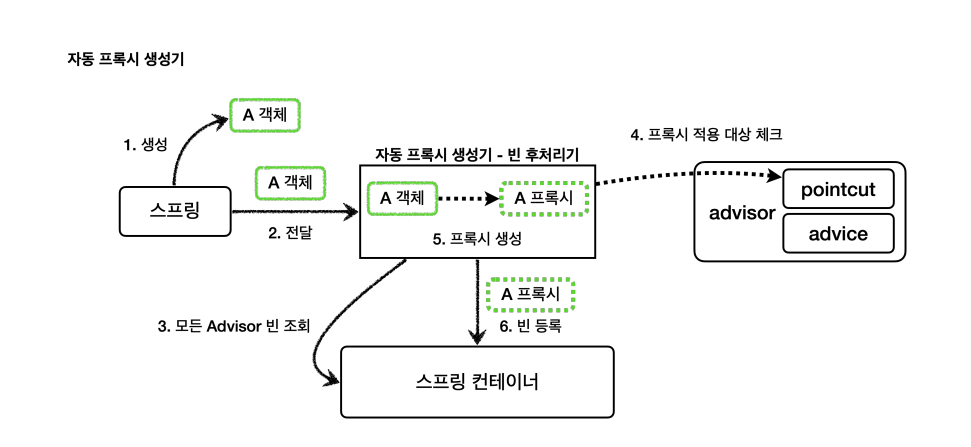 자동 프록시 생성기
A 객체
1. 생성
스프링
A 객체
2. 전달
자동 프록시 생성기 - 빈 후처리기
A 객체
A 프록시
5. 프록시 생성
4. 프록시 적용 대상 체크
advisor
pointcut
advice
3. 모든 Advisor 빈 조회
A 프록시
6. 빈 등록
스프링 컨테이너